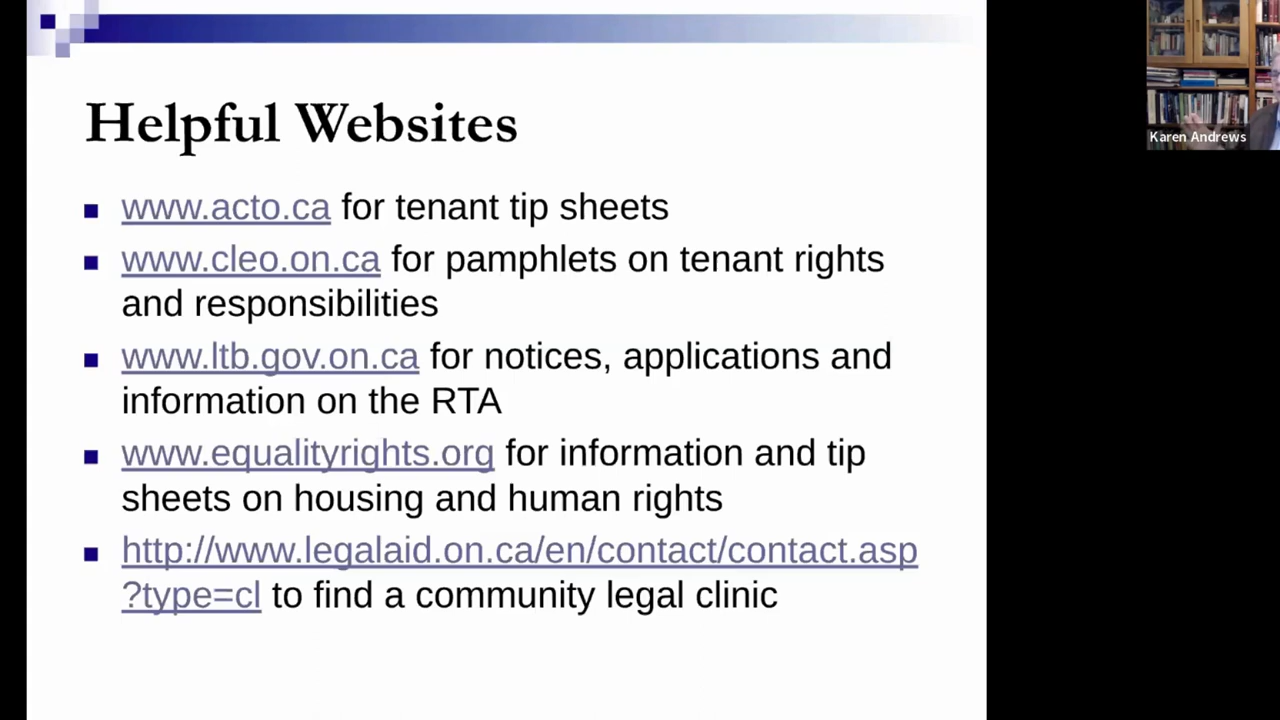 Helpful Websites
www.acto.ca for tenant tip sheets
www.cleo.on.ca for pamphlets on tenant rights
and responsibilities
www.ltb.gov.on.ca for notices, applications and
information on the RTA
www.equalityrights.org for information and tip
sheets on housing and human rights
http://www.legalaid.on.ca/en/contact/contact.asp
?type=cl to find a community legal clinic
Karen Andrews